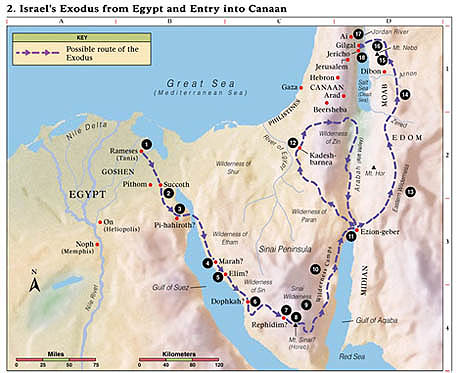 2. Israel's Exodus from Egypt and Entry into Canaan
A
B
C
D
KEY
Possible route of the
Exodus
Great Sea
(Mediterranean Sea)
Jordan River
17
Ai
Gilgal
16
Mt. Nebo
Jericho
18
15
Jerusalem
Dibon
Hebron
Salt
Sea
(Dead
Sea)
Arnon
CANAAN
Gaza
Arad
MOAB
14
Beersheba
PHILISTINES
Nile Delta
Zered
1
Rameses
(Tanis)
River of Egypt
12
Wilderness
of Zin
EDOM
GOSHEN
Kadesh-
barnea
Wilderness of
Shur
Arabah (Rift Valley)
Mt. Hor
Pithom
Succoth
2
EGYPT
3
Eastern Wilderness
13
Pi-hahiroth?
On
(Heliopolis)
Wilderness of
Paran
Wilderness of
Etham
11
Ezion-geber
Noph
(Memphis)
Sinai Peninsula
4
Marah?
10
5
Elim?
Wilderness Camps
MIDIAN
N
Gulf of Suez
Wilderness
of Sin
Sinai
Wilderness
Dophkah?
6
9
7
8
Nile River
Rephidim?
Gulf of Aqaba
Mt. Sinai?
(Horeb)
Miles
Kilometers
0
25
50
0
40
80
120
Red Sea